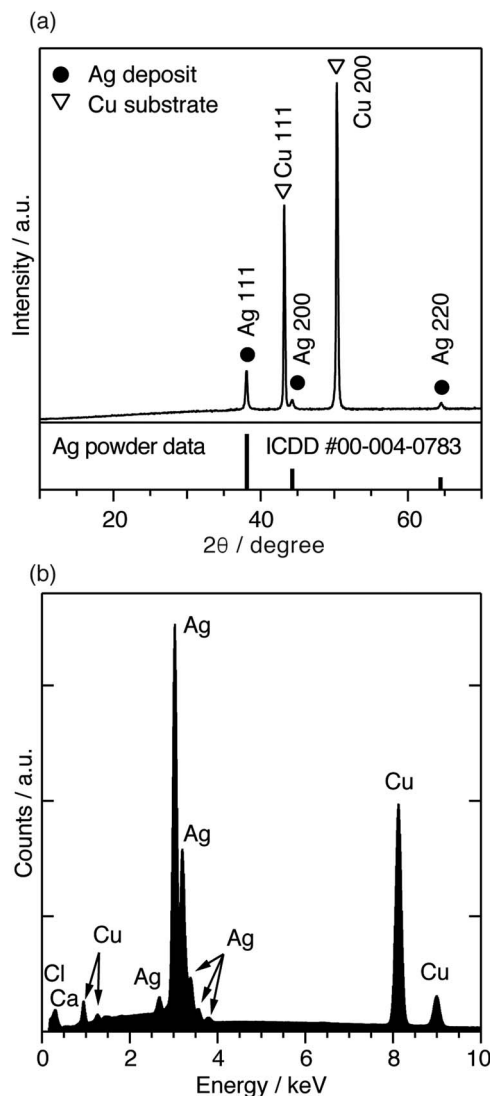 (a)
● Ag deposit
▽ Cu substrate
Intensity / a.u.
Ag 111
Cu 111
Ag 200
Cu 200
Ag 220
Ag powder data ICDD #00-004-0783
20 40 60
2θ / degree
(b)
Counts / a.u.
Ag
Ag
Cu
Cu
Ag
Ag
Cu
Cl
Ca
0 2 4 6 8 10
Energy / keV